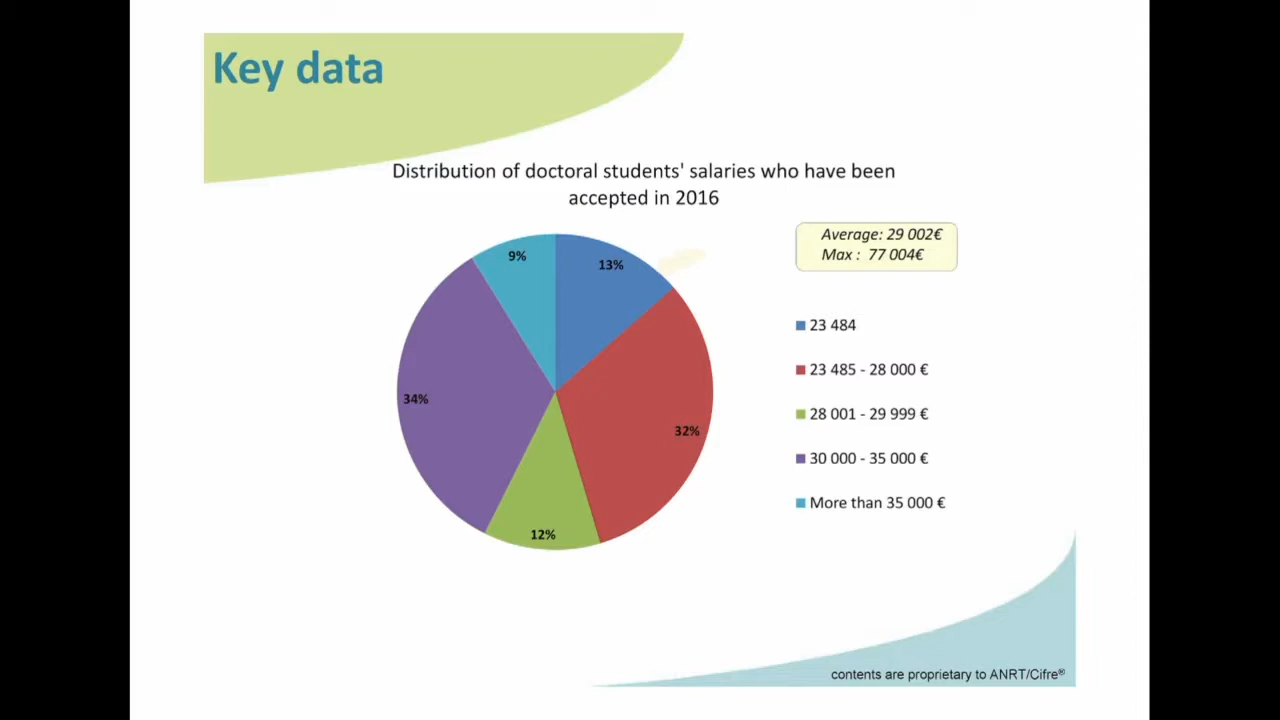 Key data
Distribution of doctoral students' salaries who have been
accepted in 2016
Average: 29 002€
Max : 77 004€
9%
13%
34%
32%
12%
23 484
23 485 - 28 000 €
28 001 - 29 999 €
30 000 - 35 000 €
More than 35 000 €
contents are proprietary to ANRT/Cifre®